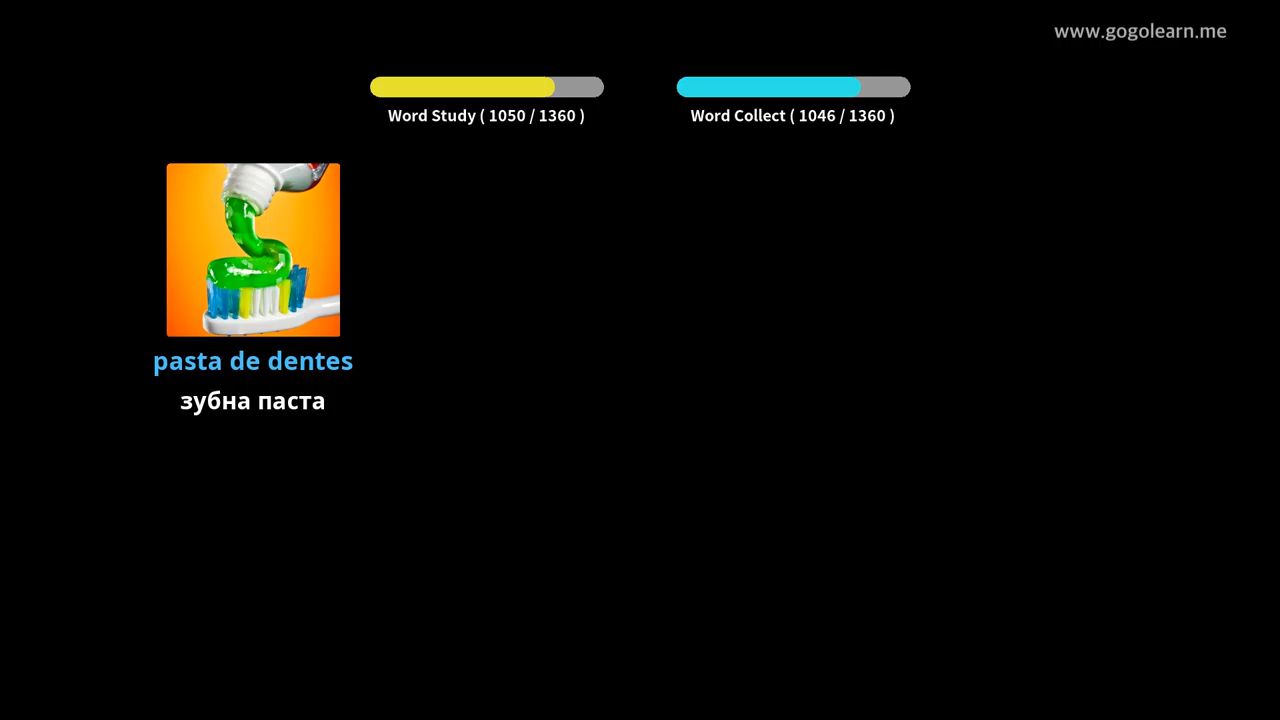 www.gogolearn.me
Word Study ( 1050 / 1360 )
Word Collect ( 1046 / 1360 )
pasta de dentes
зубна паста